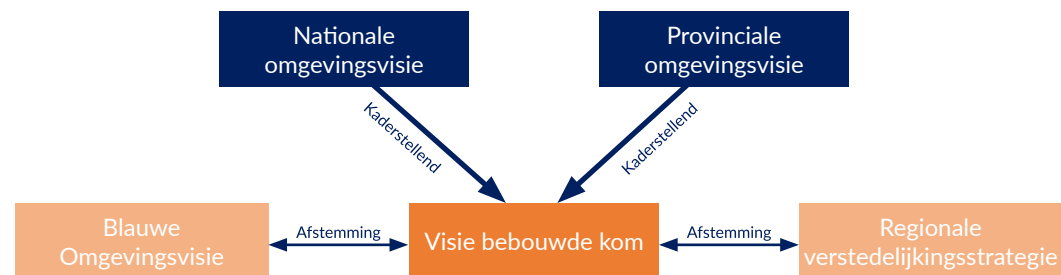 Nationale
omgevingsvisie
Provinciale
omgevingsvisie
Kaderstellend
Kaderstellend
Blauwe
Omgevingsvisie
Afstemming
Visie bebouwde kom
Afstemming
Regionale
verstedelijkingsstrategie